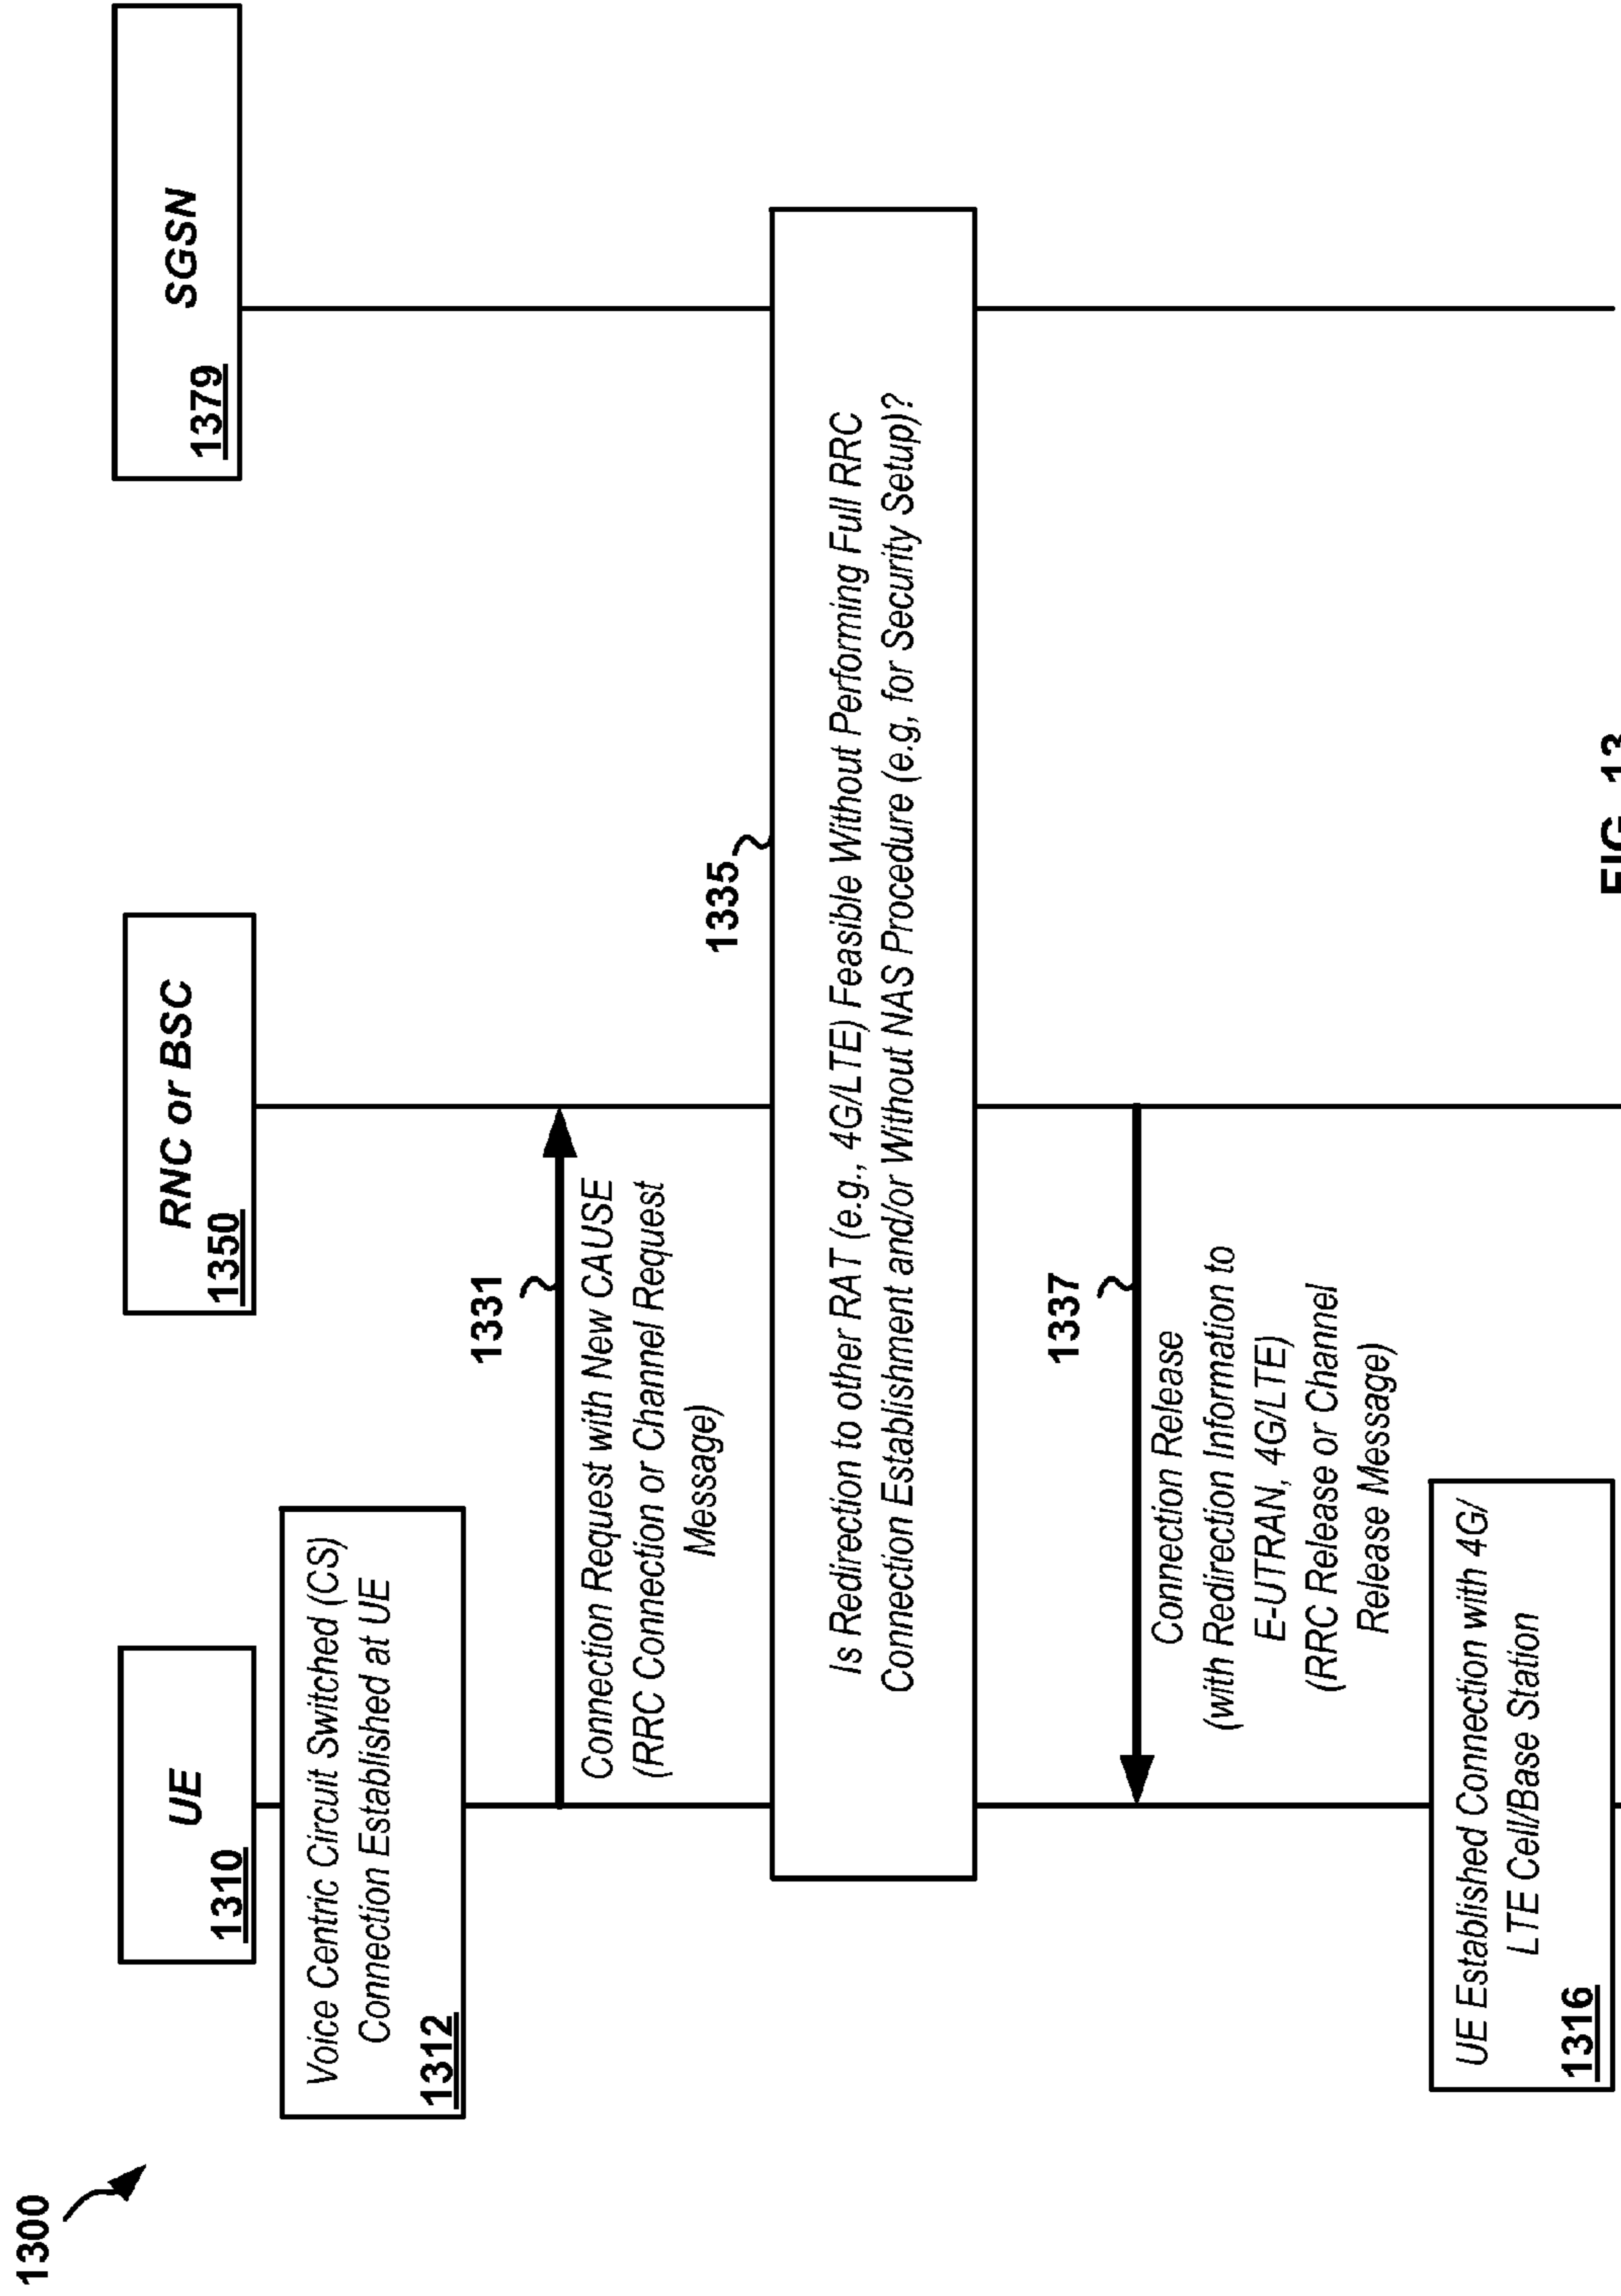 1300
UE
1310
RNC or BSC
1350
SGSN
1379
Voice Centric Circuit Switched (CS)
Connection Established at UE
1312
1331
Connection Request with New CAUSE
(RRC Connection or Channel Request
Message)
1335
Is Redirection to other RAT (e.g., 4G/LTE) Feasible Without Performing Full RRC
Connection Establishment and/or Without NAS Procedure (e.g, for Security Setup)?
1337
Connection Release
(with Redirection Information to
E-UTRAN, 4G/LTE)
(RRC Release or Channel
Release Message)
UE Established Connection with 4G/
LTE Cell/Base Station
1316
FIG. 13